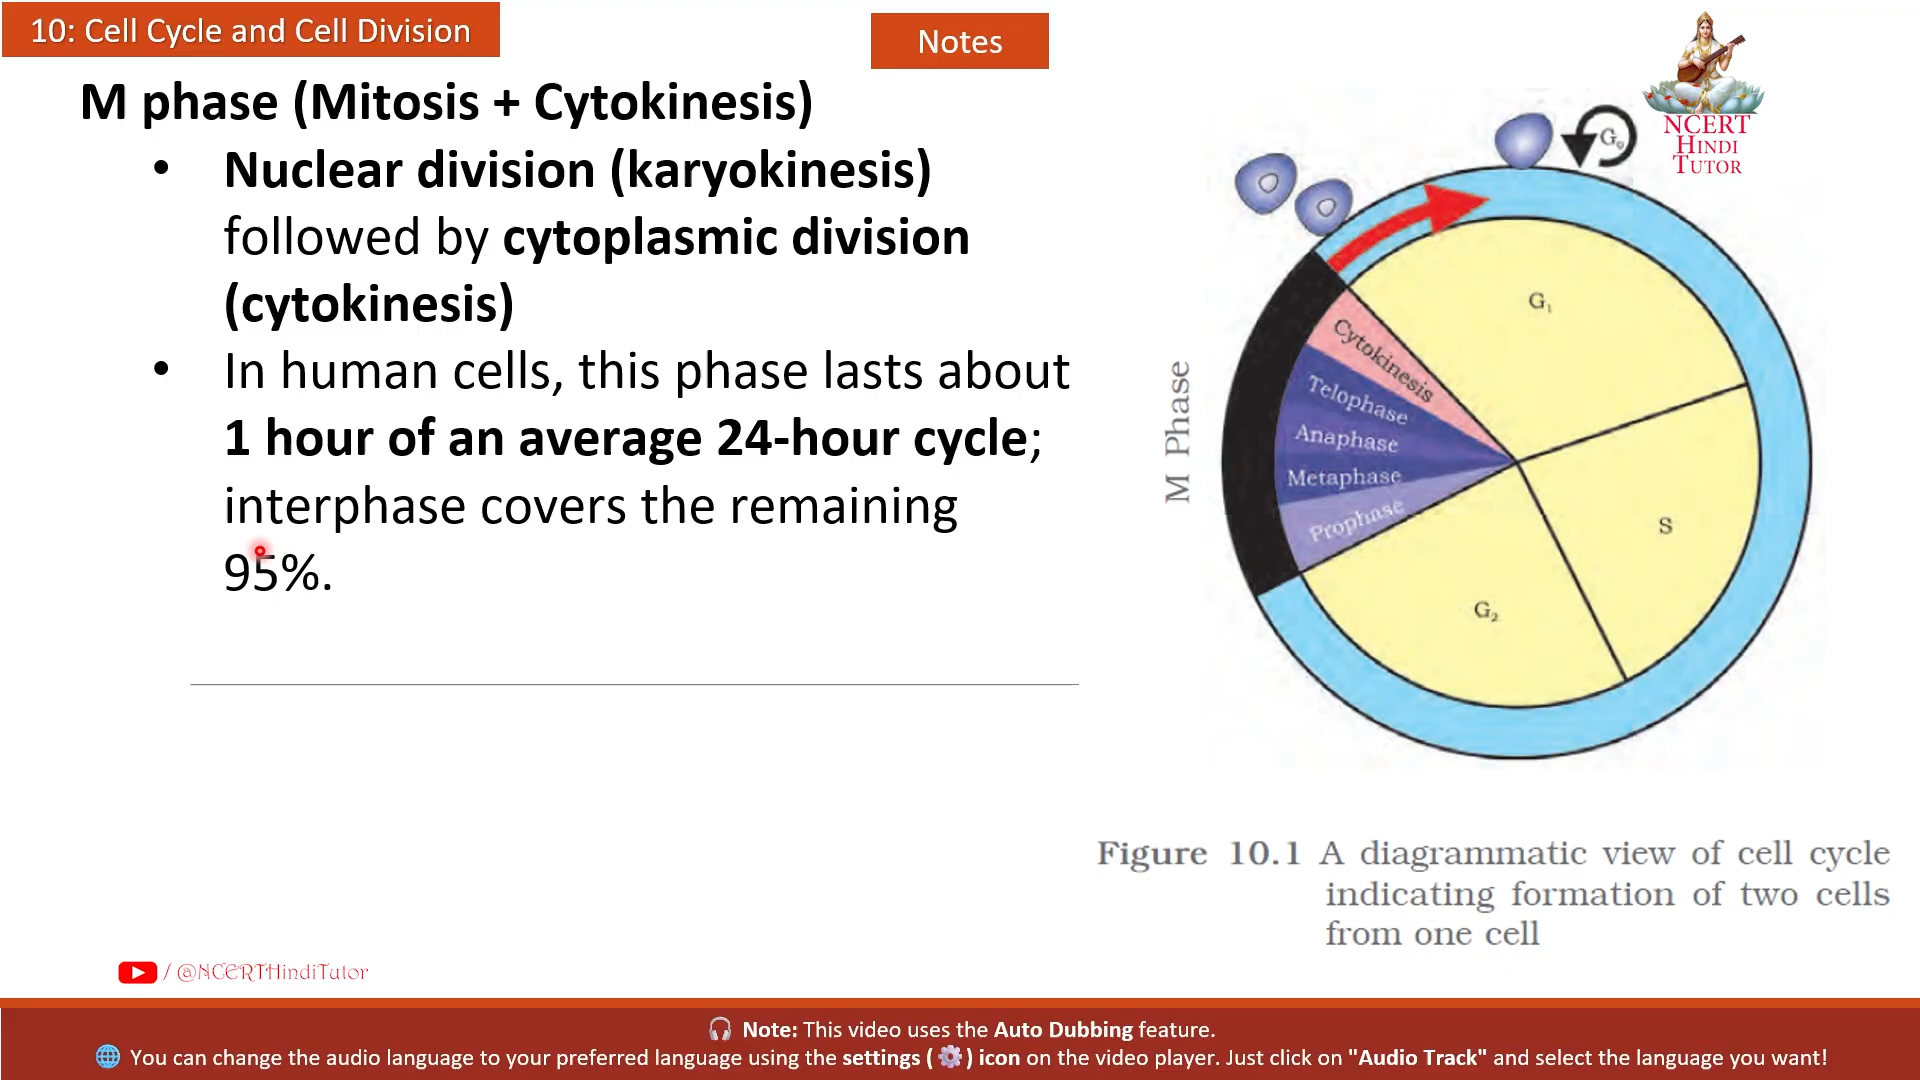 10: Cell Cycle and Cell Division
Notes
M phase (Mitosis + Cytokinesis)
• Nuclear division (karyokinesis)
followed by cytoplasmic division
(cytokinesis)
• In human cells, this phase lasts about
1 hour of an average 24-hour cycle;
interphase covers the remaining
95%.
NCERT
HINDI
TUTOR
G₀
G₁
Cytokinesis
Telophase
Anaphase
Metaphase
Prophase
M Phase
S
G₂
Figure 10.1 A diagrammatic view of cell cycle
indicating formation of two cells
from one cell
/ @NCERTHindiTutor
🎧 Note: This video uses the Auto Dubbing feature.
🌐 You can change the audio language to your preferred language using the settings (⚙️) icon on the video player. Just click on "Audio Track" and select the language you want!